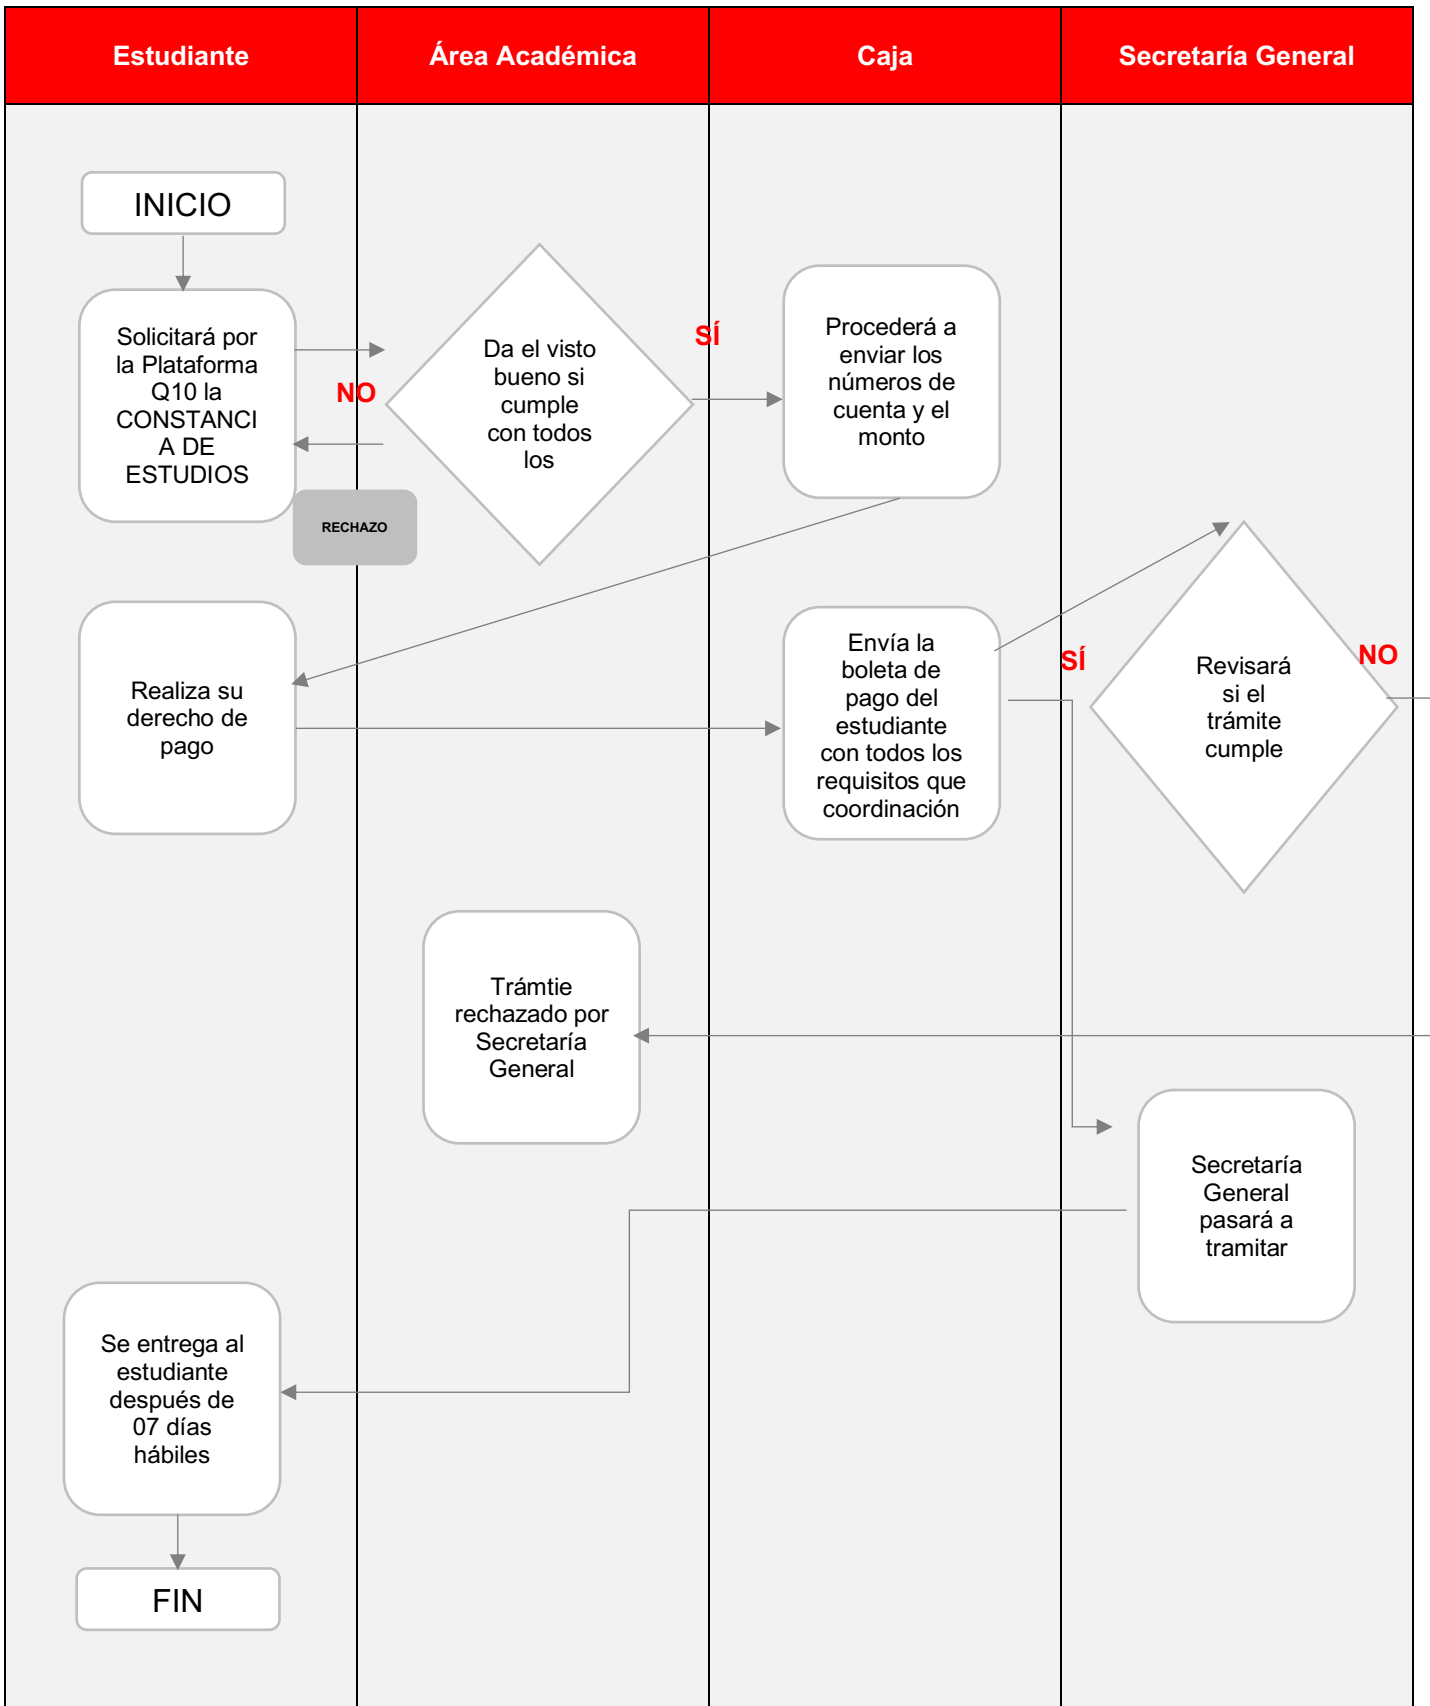 Estudiante
Área Académica
Caja
Secretaría General
INICIO
Solicitará por
la Plataforma
Q10 la
CONSTANCI
A DE
ESTUDIOS
NO
RECHAZO
Da el visto
bueno si
cumple
con todos
los
SÍ
Procederá a
enviar los
números de
cuenta y el
monto
Realiza su
derecho de
pago
Envía la
boleta de
pago del
estudiante
con todos los
requisitos que
coordinación
SÍ
Revisará
si el
trámite
cumple
NO
Trámtie
rechazado por
Secretaría
General
Secretaría
General
pasará a
tramitar
Se entrega al
estudiante
después de
07 días
hábiles
FIN